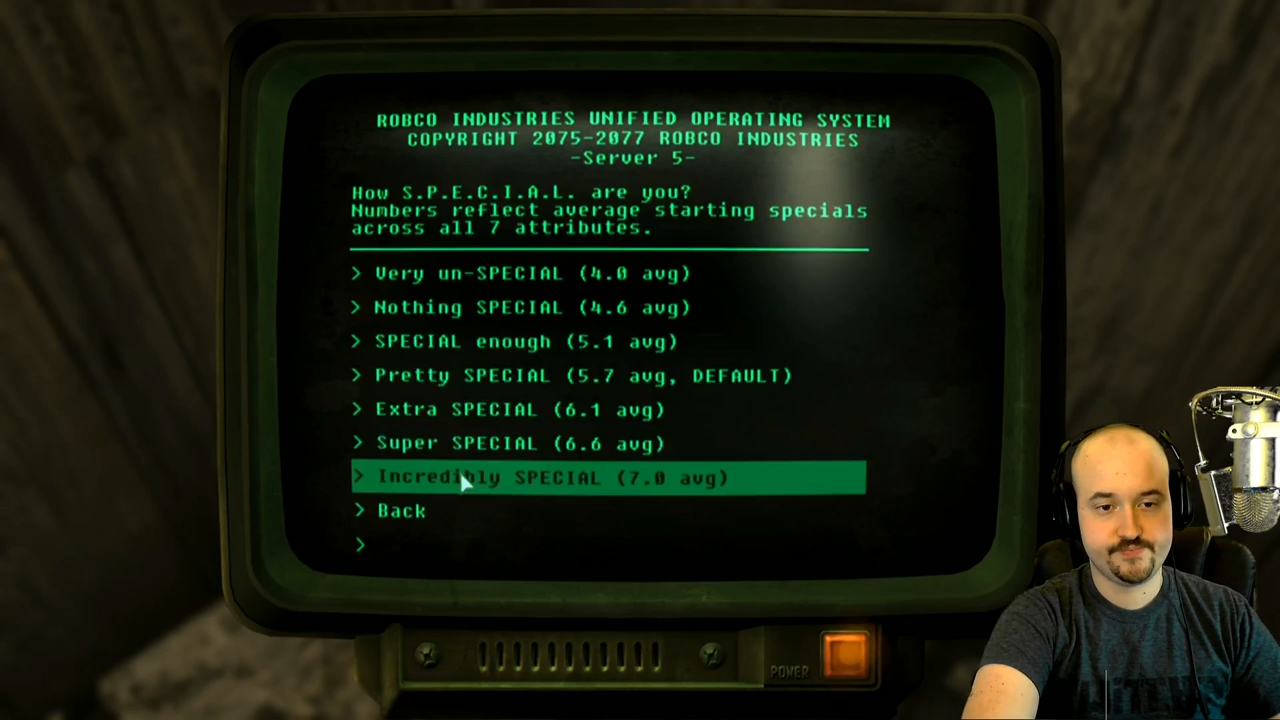 ROBCO INDUSTRIES UNIFIED OPERATING SYSTEM
COPYRIGHT 2075-2077 ROBCO INDUSTRIES
-Server 5-
How S.P.E.C.I.A.L. are you?
Numbers reflect average starting specials
across all 7 attributes.
> Very un-SPECIAL (4.0 avg)
> Nothing SPECIAL (4.6 avg)
> SPECIAL enough (5.1 avg)
> Pretty SPECIAL (5.7 avg, DEFAULT)
> Extra SPECIAL (6.1 avg)
> Super SPECIAL (6.6 avg)
> Incredibly SPECIAL (7.0 avg)
> Back
>
POWER